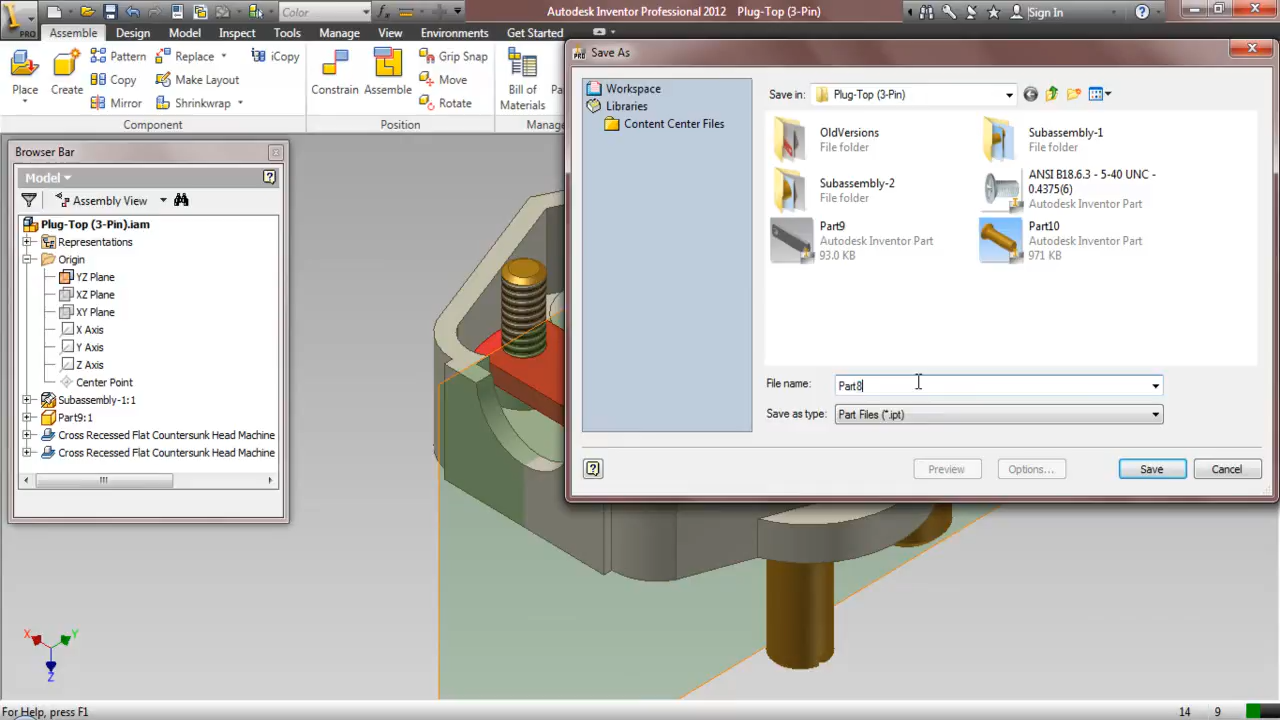 Color
Autodesk Inventor Professional 2012 Plug-Top (3-Pin)
Sign In
PRO
Assemble Design Model Inspect Tools Manage View Environments Get Started
Place
Create
Pattern
Copy
Mirror
Replace
Make Layout
Shrinkwrap
iCopy
Component
Constrain
Assemble
Grip Snap
Move
Rotate
Position
Bill of
Materials
Manag
Browser Bar
Model
Assembly View
Plug-Top (3-Pin).iam
Representations
Origin
YZ Plane
XZ Plane
XY Plane
X Axis
Y Axis
Z Axis
Center Point
Subassembly-1:1
Part9:1
Cross Recessed Flat Countersunk Head Machine
Cross Recessed Flat Countersunk Head Machine
Save As
Workspace
Libraries
Content Center Files
Save in: Plug-Top (3-Pin)
OldVersions
File folder
Subassembly-1
File folder
Subassembly-2
File folder
ANSI B18.6.3 - 5-40 UNC -
0.4375(6)
Autodesk Inventor Part
Part9
Autodesk Inventor Part
93.0 KB
Part10
Autodesk Inventor Part
971 KB
File name: Part8
Save as type: Part Files (*.ipt)
Preview Options... Save Cancel
X Y
Z
For Help, press F1
14 9